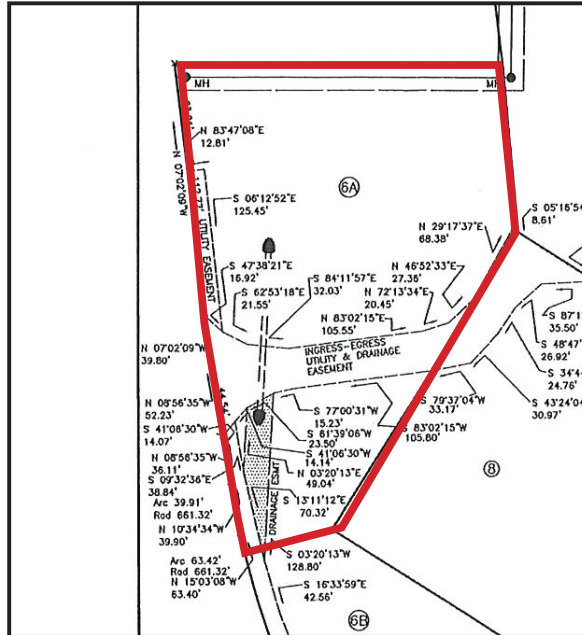 MH
MH
N 83°47'08"E
12.81'
N 07°02'09"W
UTILITY EASEMENT
S 06°12'52"E
125.45'
6A
S 05°16'54
8.61'
N 29°17'37"E
68.38'
S 47°38'21"E
16.92'
S 62°53'18"E
21.55'
S 84°11'57"E
32.03'
N 46°52'33"E
27.36'
N 72°13'34"E
20.45'
N 83°02'15"E
105.55'
S 87°1
35.50'
S 48°47'
26.92'
S 34°4
24.76'
S 43°24'04
30.97'
INGRESS-EGRESS
UTILITY & DRAINAGE
EASEMENT
N 07°02'09"W
39.80'
44.54'
N 08°56'35"W
52.23'
S 41°08'30"W
14.07'
N 08°56'35"W
36.11'
S 09°32'36"E
38.84'
Arc 39.91'
Rad 661.32'
N 10°34'34"W
39.90'
Arc 63.42'
Rad 661.32'
N 15°03'08"W
63.40'
S 79°37'04"W
33.17'
S 83°02'15"W
105.80'
S 77°00'31"W
15.23'
S 61°39'06"W
23.50'
S 41°06'30"W
14.14'
N 03°20'13"E
49.04'
S 13°11'12"E
70.32'
DRAINAGE ESMT
S 03°20'13"W
128.80'
S 16°33'59"E
42.56'
8
6B